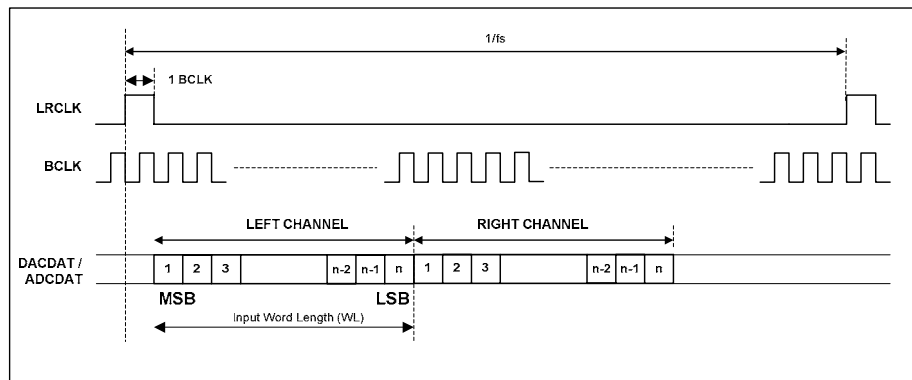 1/fs
1 BCLK
LRCLK
BCLK
LEFT CHANNEL
RIGHT CHANNEL
DACDAT /
ADCDAT
1 2 3 n-2 n-1 n 1 2 3 n-2 n-1 n
MSB LSB
Input Word Length (WL)